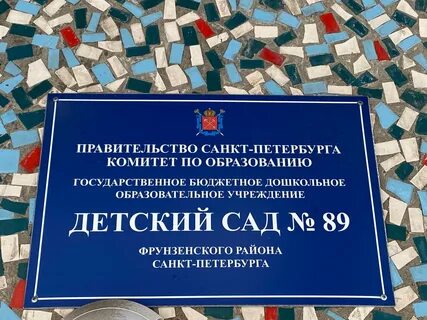 ПРАВИТЕЛЬСТВО САНКТ-ПЕТЕРБУРГА
КОМИТЕТ ПО ОБРАЗОВАНИЮ
ГОСУДАРСТВЕННОЕ БЮДЖЕТНОЕ ДОШКОЛЬНОЕ
ОБРАЗОВАТЕЛЬНОЕ УЧРЕЖДЕНИЕ
ДЕТСКИЙ САД № 89
ФРУНЗЕНСКОГО РАЙОНА
САНКТ-ПЕТЕРБУРГА